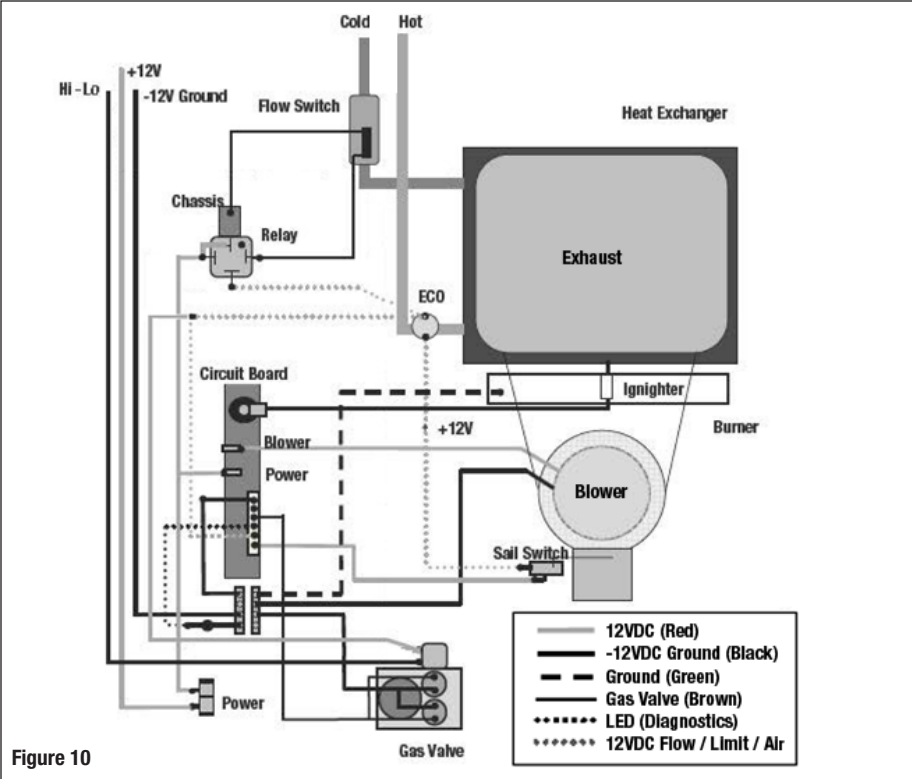 Cold
Hot
+12V
Hi - Lo
-12V Ground
Flow Switch
Heat Exchanger
Chassis
Relay
Exhaust
ECO
Circuit Board
Ignighter
+12V
Burner
Blower
Power
Blower
Sail Switch
12VDC (Red)
-12VDC Ground (Black)
Ground (Green)
Power
Gas Valve (Brown)
LED (Diagnostics)
12VDC Flow / Limit / Air
Gas Valve
Figure 10